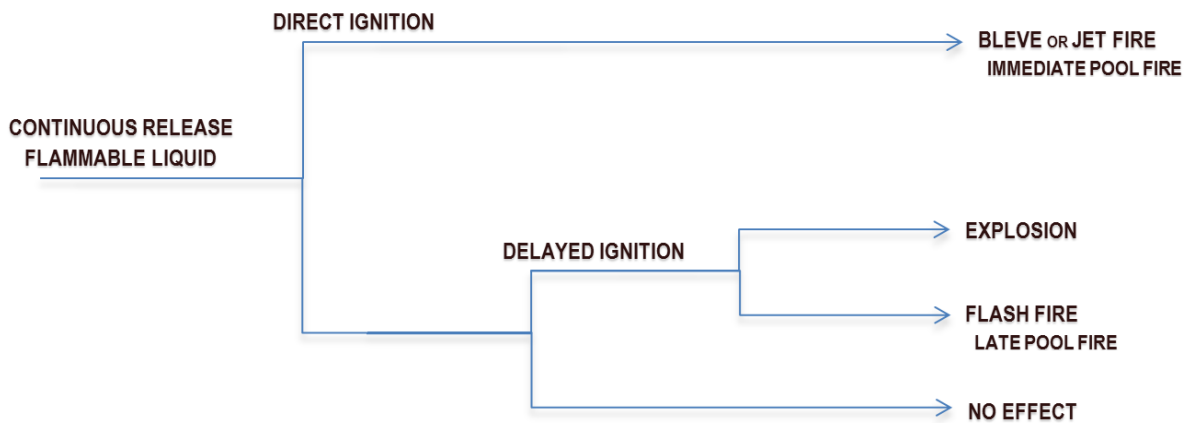 DIRECT IGNITION
BLEVE OR JET FIRE
IMMEDIATE POOL FIRE
CONTINUOUS RELEASE
FLAMMABLE LIQUID
EXPLOSION
DELAYED IGNITION
FLASH FIRE
LATE POOL FIRE
NO EFFECT